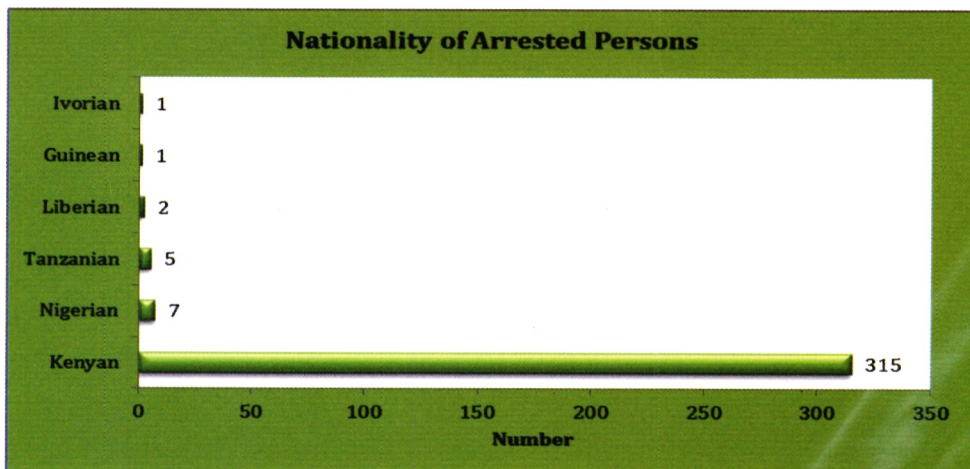 Nationality of Arrested Persons
Ivorian 1
Guinean 1
Liberian 2
Tanzanian 5
Nigerian 7
Kenyan 315
0 50 100 150 200 250 300 350
Number